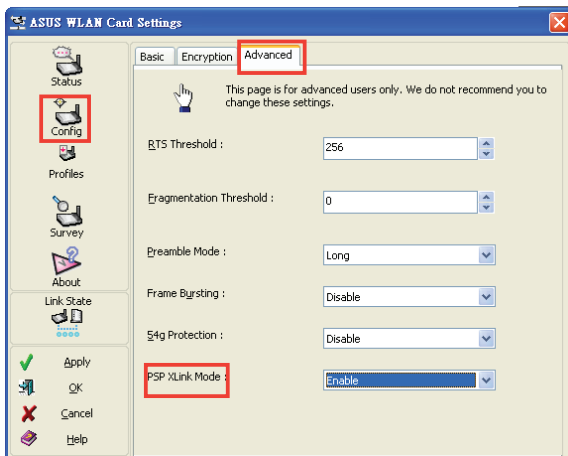 ASUS WLAN Card Settings
Status
Config
Profiles
Survey
About
Link State
Apply
OK
Cancel
Help
Basic
Encryption
Advanced
This page is for advanced users only. We do not recommend you to
change these settings.
RTS Threshold :
256
Fragmentation Threshold :
0
Preamble Mode :
Long
Frame Bursting :
Disable
54g Protection :
Disable
PSP XLink Mode :
Enable